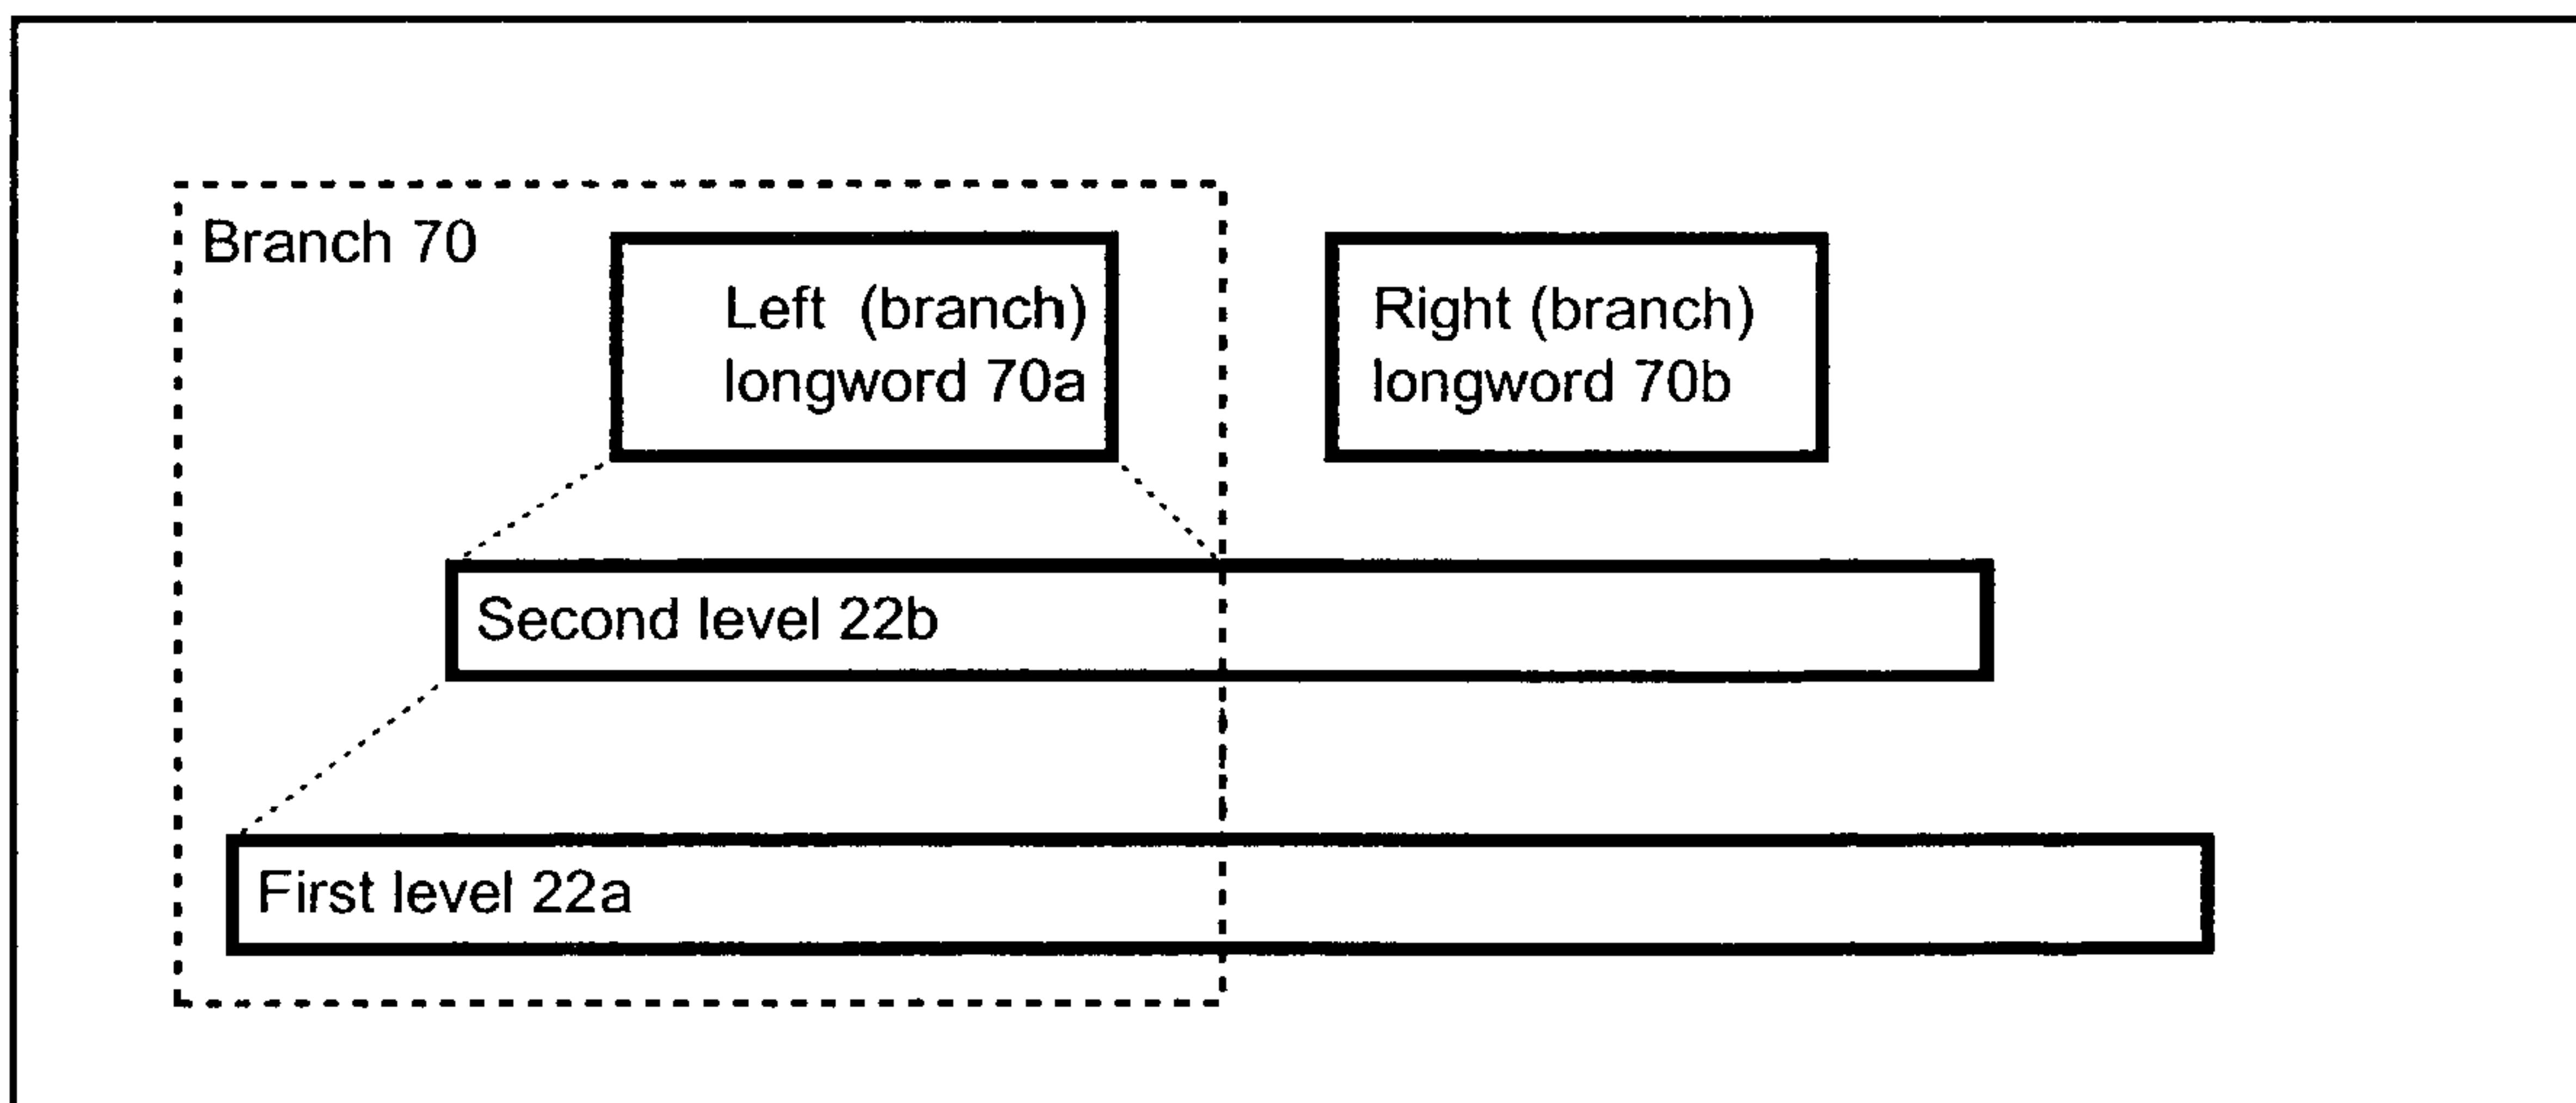 Branch 70
Left (branch)
longword 70a
Right (branch)
longword 70b
Second level 22b
First level 22a